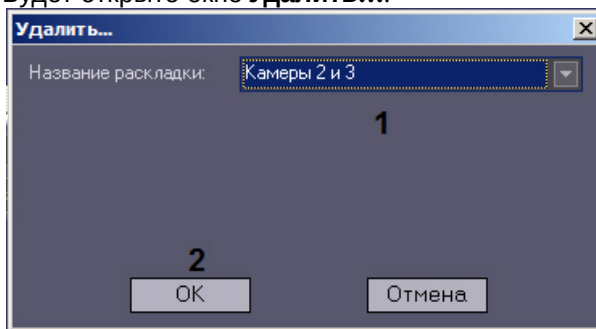 Будет открыто окно Удалить....
Удалить...
Название раскладки: Камеры 2 и 3
1
2
OK Отмена